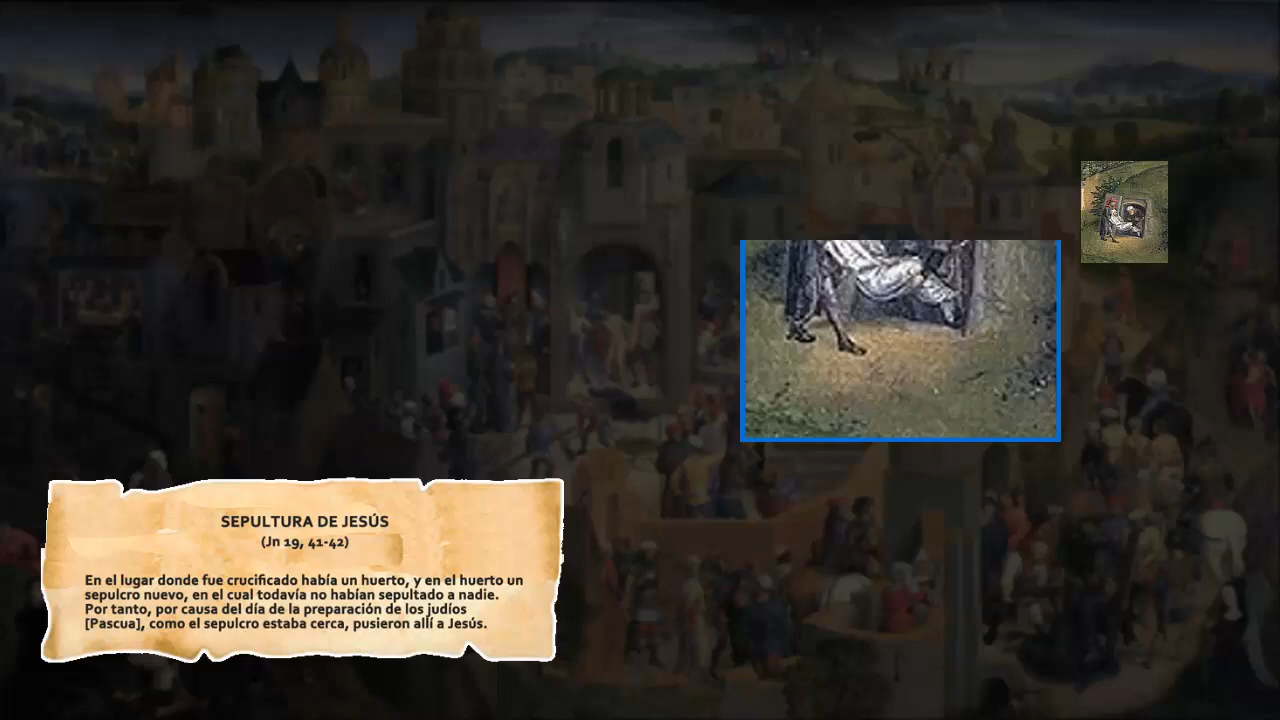 SEPULTURA DE JESÚS
(Jn 19, 41-42)
En el lugar donde fue crucificado había un huerto, y en el huerto un
sepulcro nuevo, en el cual todavía no habían sepultado a nadie.
Por tanto, por causa del día de la preparación de los judíos
[Pascua], como el sepulcro estaba cerca, pusieron allí a Jesús.